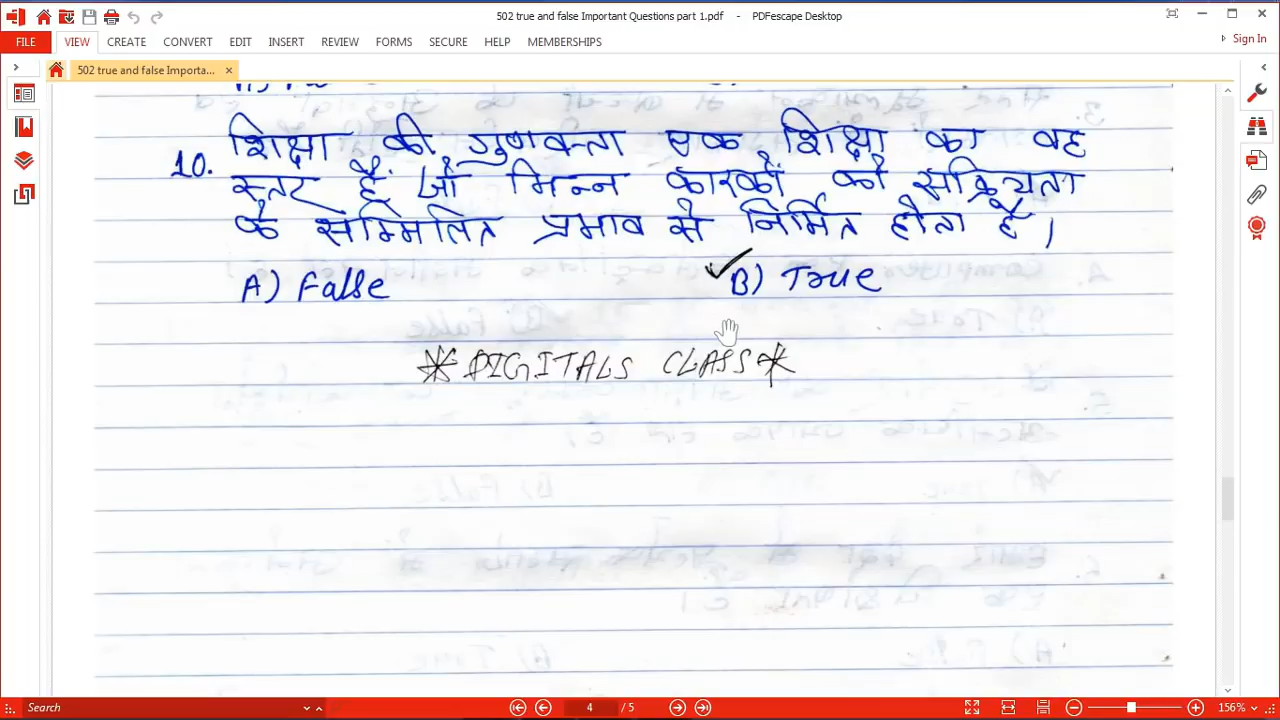 502 true and false Important Questions part 1.pdf - PDFescape Desktop
FILE VIEW CREATE CONVERT EDIT INSERT REVIEW FORMS SECURE HELP MEMBERSHIPS Sign In
502 true and false Importa...
10. शिक्षा की गुणवन्ता एक शिक्षा का वह
स्तर हैं जो भिन्न कारकों की सक्रियता
के सम्मिलित प्रभाव से निर्मित होता है।
A) False B) True
*DIGITALS CLASS*
Search 4 / 5 156%